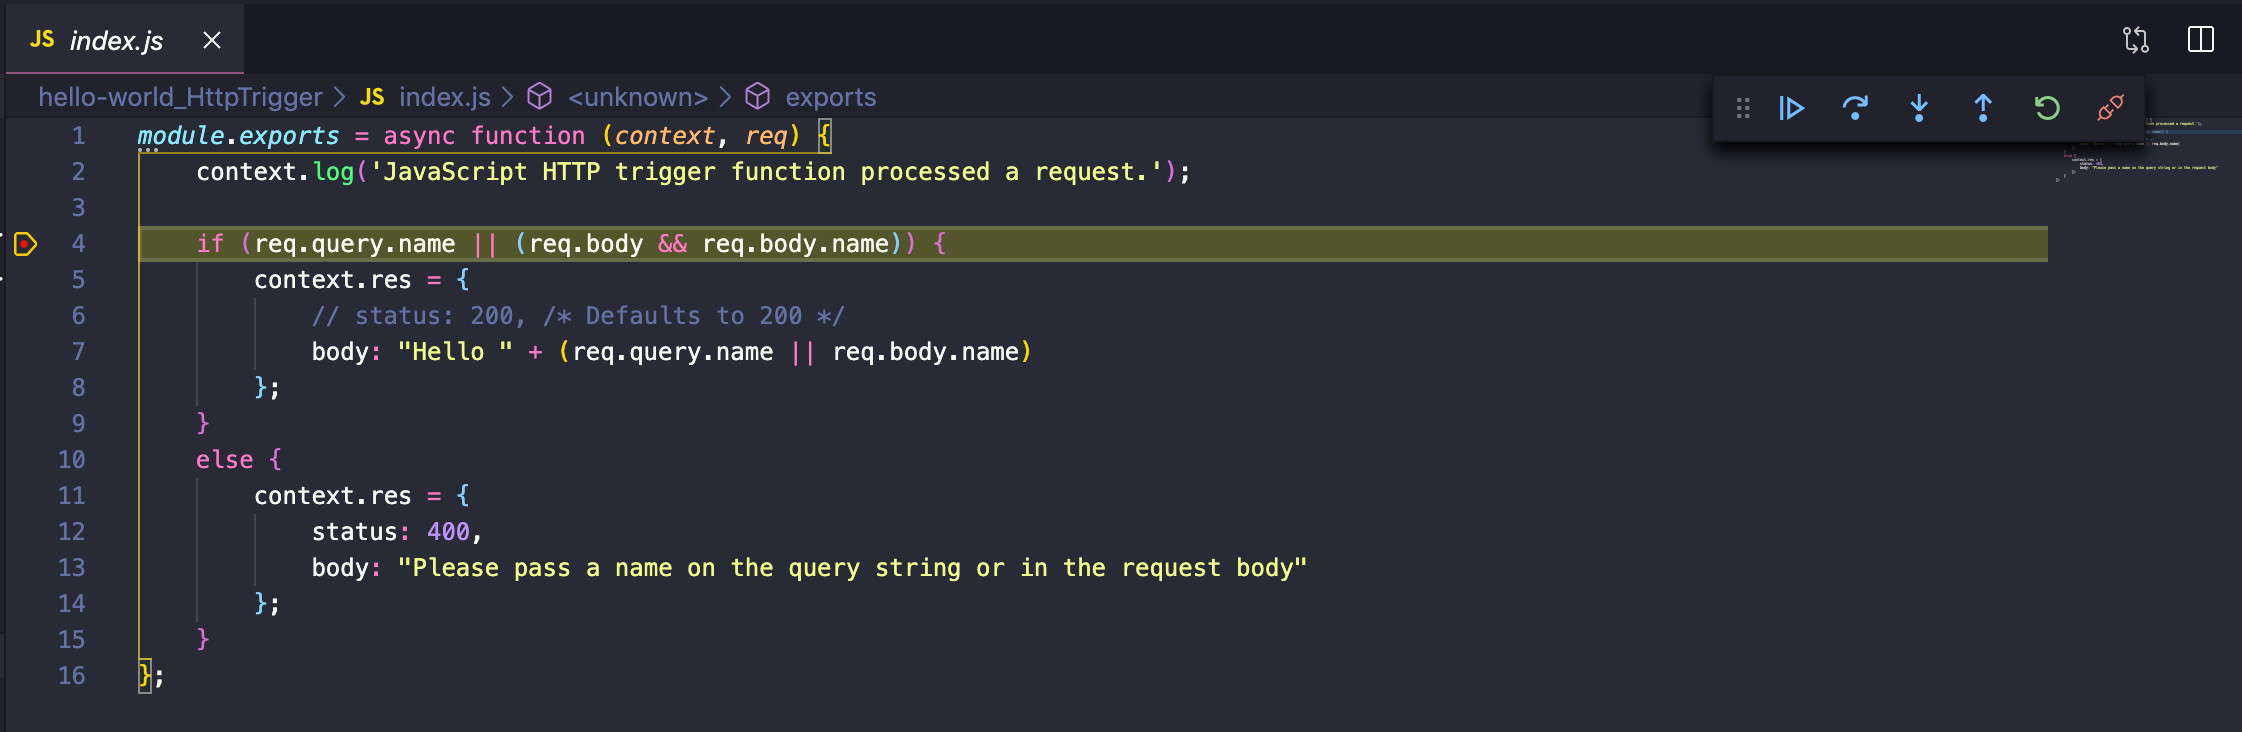 JS index.js
hello-world_HttpTrigger > JS index.js > <unknown> > exports
1 module.exports = async function (context, req) {
2     context.log('JavaScript HTTP trigger function processed a request.');
3
4     if (req.query.name || (req.body && req.body.name)) {
5         context.res = {
6             // status: 200, /* Defaults to 200 */
7             body: "Hello " + (req.query.name || req.body.name)
8         };
9     }
10     else {
11         context.res = {
12             status: 400,
13             body: "Please pass a name on the query string or in the request body"
14         };
15     }
16 };